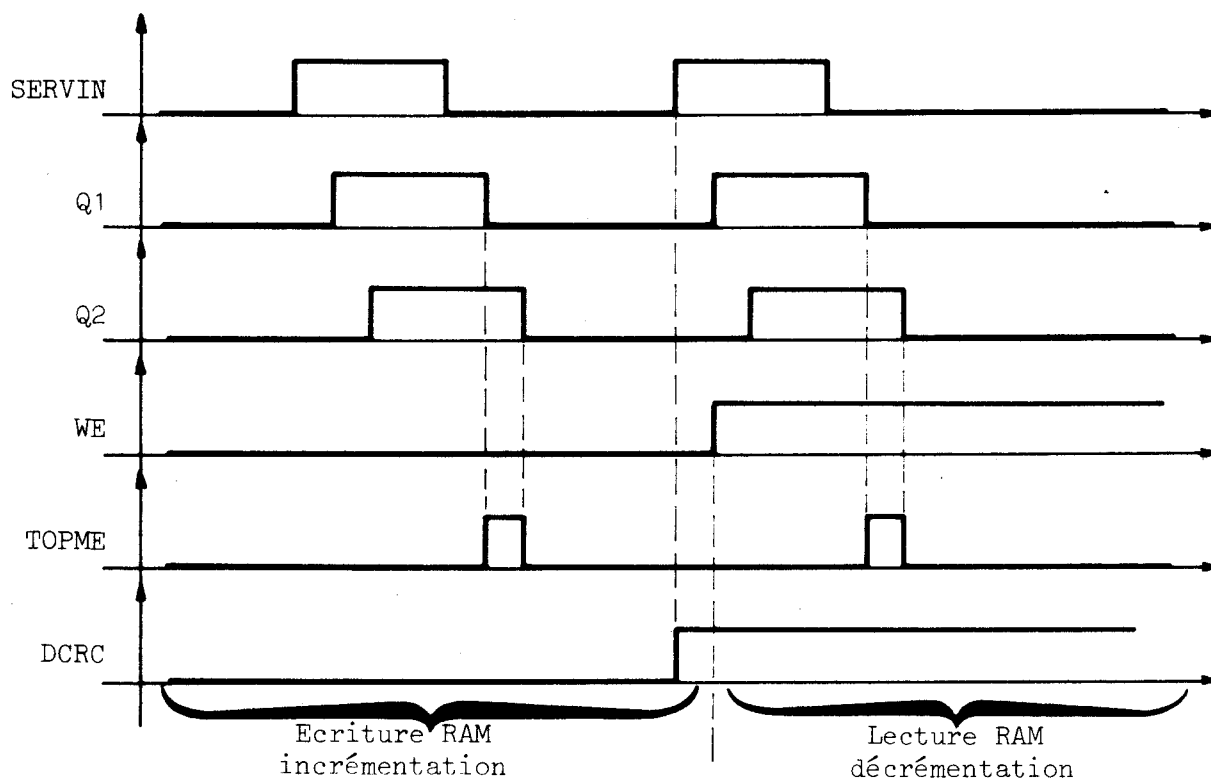 SERVIN
Q1
Q2
WE
TOPME
DCRC
Ecriture RAM
incrémentation
Lecture RAM
décrémentation